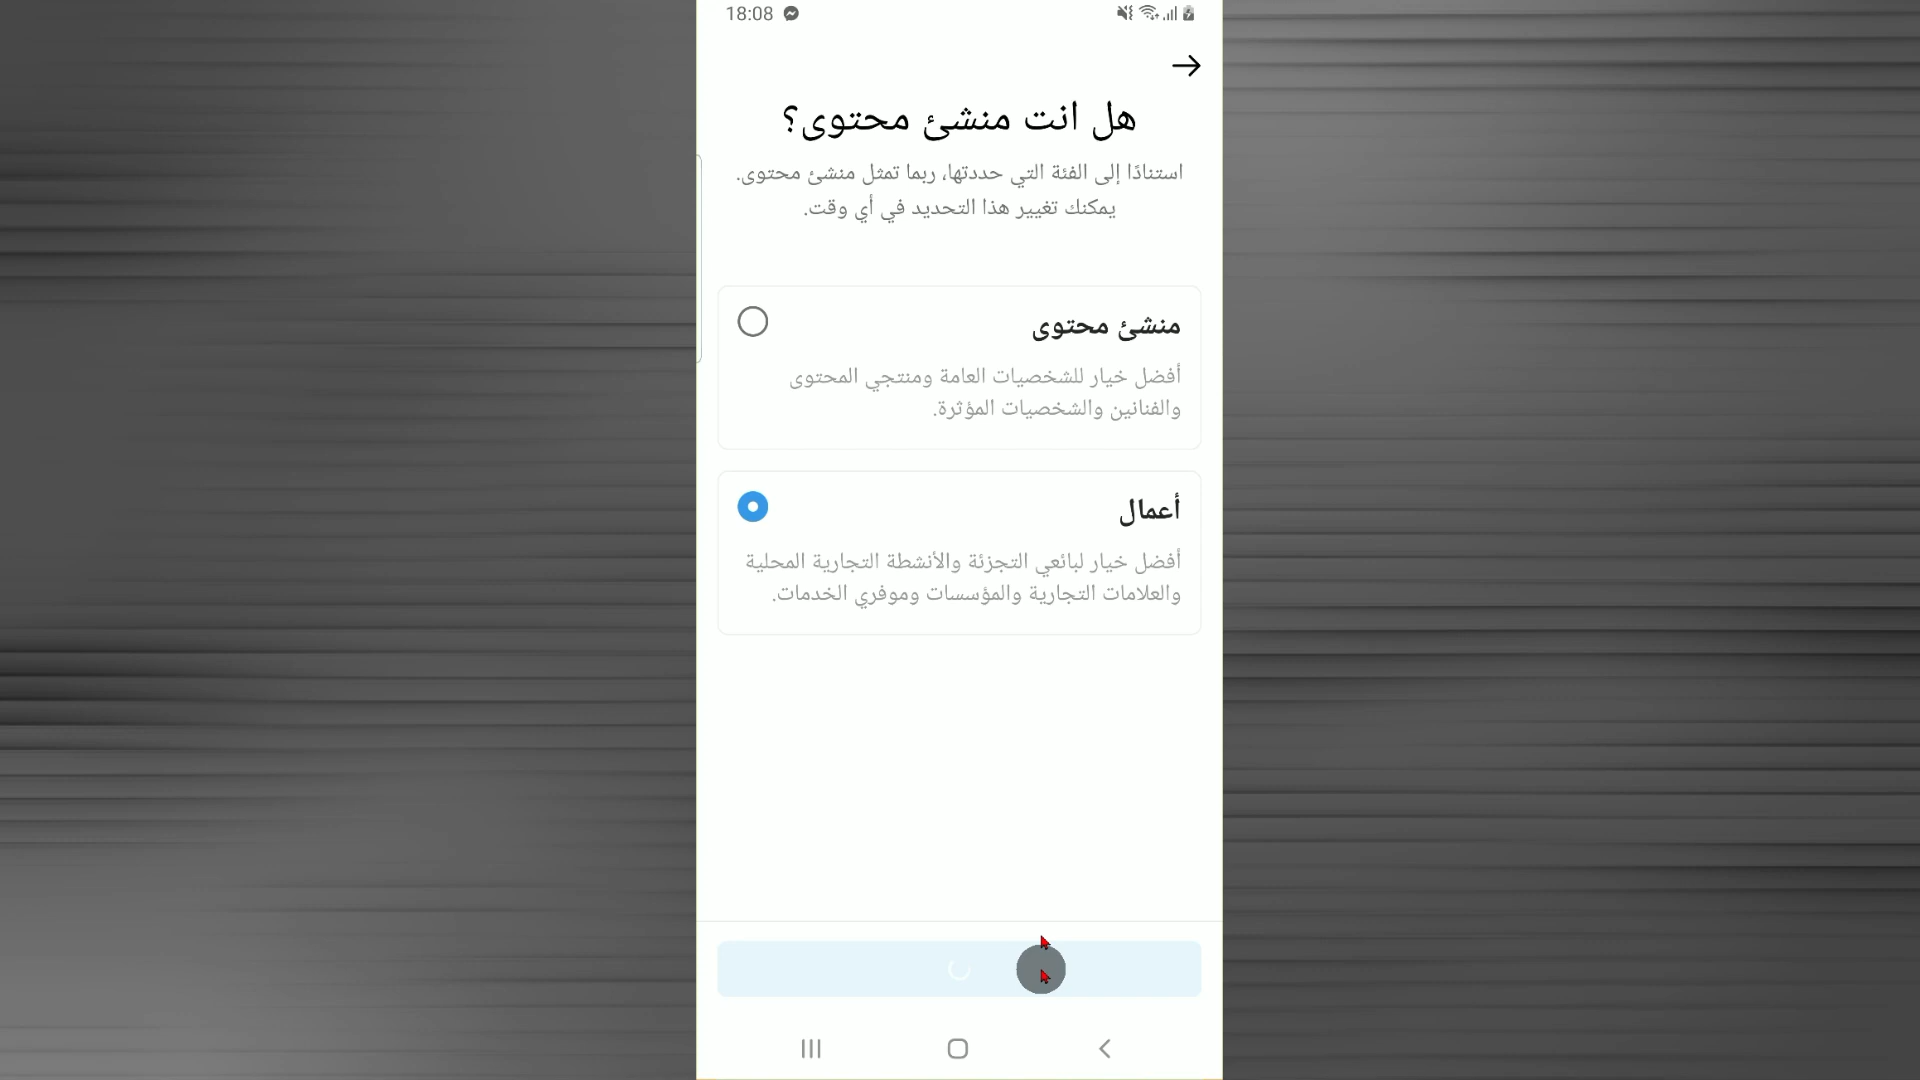 18:08
هل انت منشئ محتوى؟
استنادًا إلى الفئة التي حددتها، ربما تمثل منشئ محتوى.
يمكنك تغيير هذا التحديد في أي وقت.
منشئ محتوى
أفضل خيار للشخصيات العامة ومنتجي المحتوى
والفنانين والشخصيات المؤثرة.
أعمال
أفضل خيار لبائعي التجزئة والأنشطة التجارية المحلية
والعلامات التجارية والمؤسسات وموفري الخدمات.